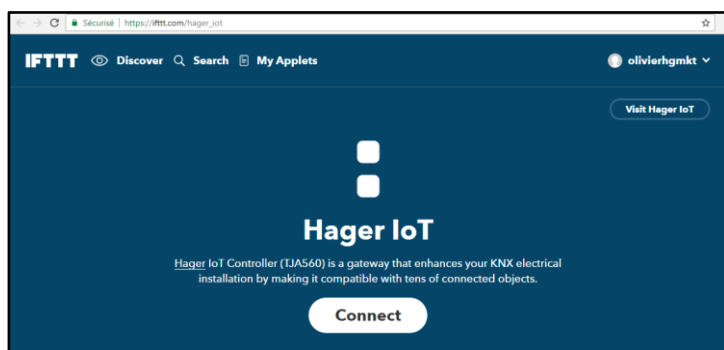 Sécurisé | https://ifttt.com/hager_iot
IFTTT Discover Search My Applets olivierhgmkt
Visit Hager IoT
Hager IoT
Hager IoT Controller (TJA560) is a gateway that enhances your KNX electrical
installation by making it compatible with tens of connected objects.
Connect